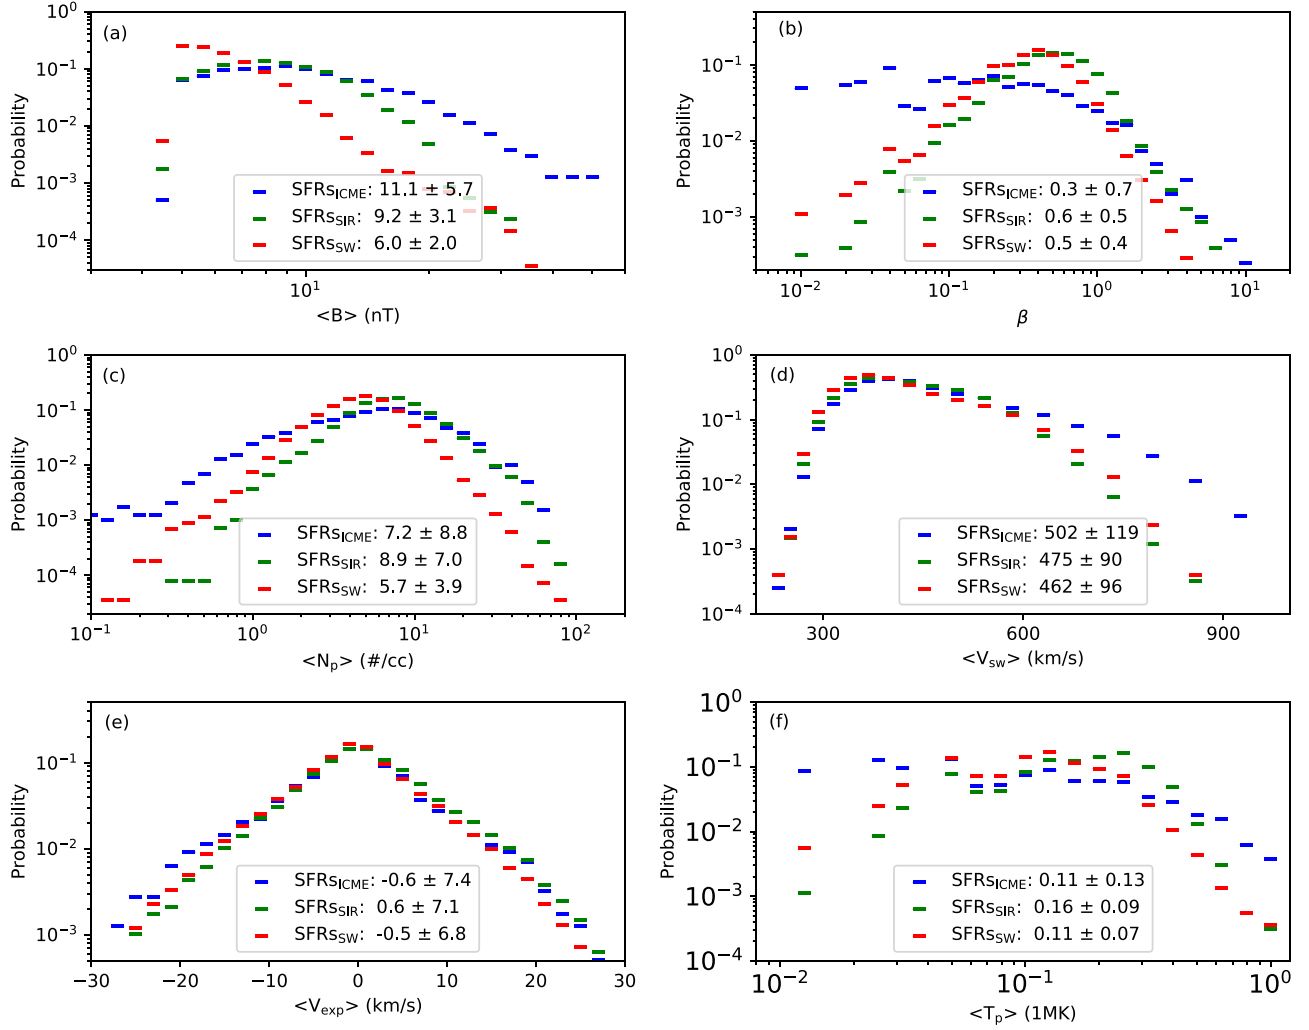 (a)
10⁰
10⁻¹
10⁻²
10⁻³
10⁻⁴
Probability
SFRs_ICME: 11.1 ± 5.7
SFRs_SIR: 9.2 ± 3.1
SFRs_SW: 6.0 ± 2.0
10¹
<B> (nT)
(b)
10⁻¹
10⁻²
10⁻³
Probability
SFRs_ICME: 0.3 ± 0.7
SFRs_SIR: 0.6 ± 0.5
SFRs_SW: 0.5 ± 0.4
10⁻² 10⁻¹ 10⁰ 10¹
β
(c)
10⁰
10⁻¹
10⁻²
10⁻³
10⁻⁴
Probability
SFRs_ICME: 7.2 ± 8.8
SFRs_SIR: 8.9 ± 7.0
SFRs_SW: 5.7 ± 3.9
10⁻¹ 10⁰ 10¹ 10²
<N_p> (#/cc)
(d)
10⁰
10⁻¹
10⁻²
10⁻³
10⁻⁴
Probability
SFRs_ICME: 502 ± 119
SFRs_SIR: 475 ± 90
SFRs_SW: 462 ± 96
300 600 900
<V_sw> (km/s)
(e)
10⁻¹
10⁻²
10⁻³
Probability
SFRs_ICME: -0.6 ± 7.4
SFRs_SIR: 0.6 ± 7.1
SFRs_SW: -0.5 ± 6.8
−30 −20 −10 0 10 20 30
<V_exp> (km/s)
(f)
10⁰
10⁻¹
10⁻²
10⁻³
10⁻⁴
Probability
SFRs_ICME: 0.11 ± 0.13
SFRs_SIR: 0.16 ± 0.09
SFRs_SW: 0.11 ± 0.07
10⁻² 10⁻¹ 10⁰
<T_p> (1MK)